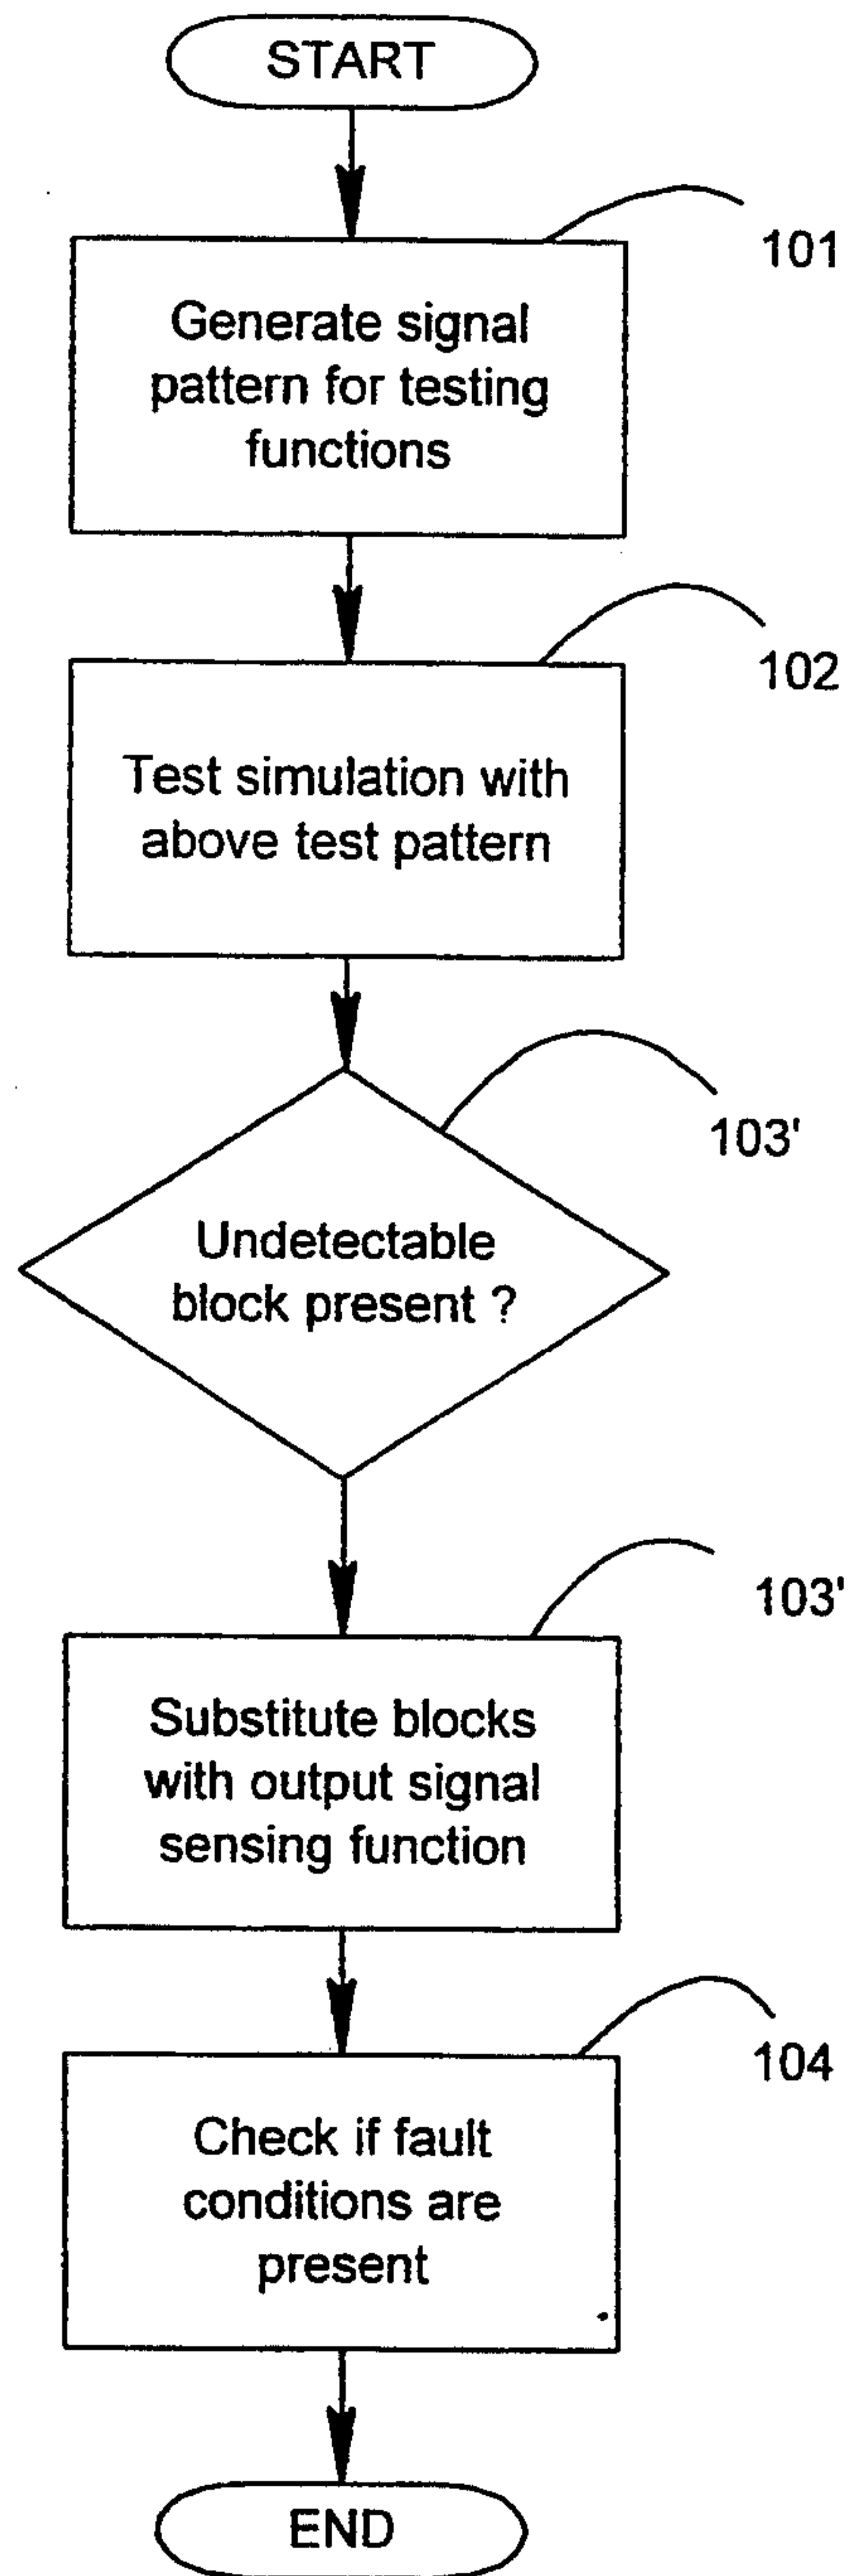 START
101
Generate signal
pattern for testing
functions
102
Test simulation with
above test pattern
103'
Undetectable
block present ?
103'
Substitute blocks
with output signal
sensing function
104
Check if fault
conditions are
present
END